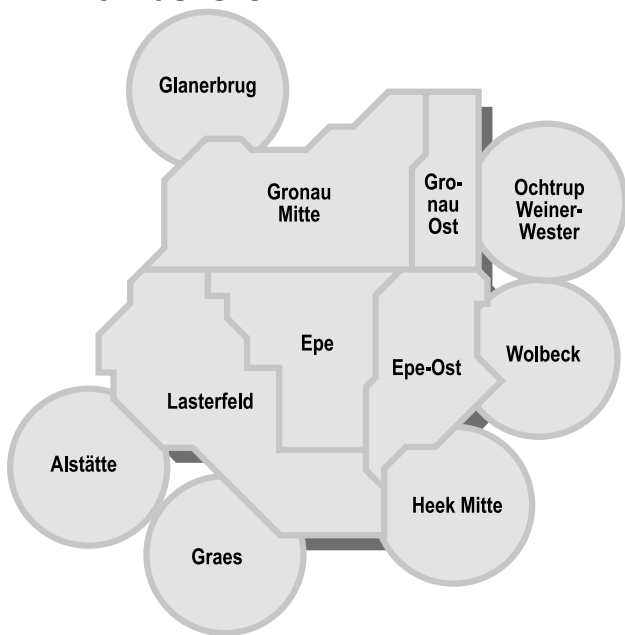 Glanerbrug
Gronau
Mitte
Gro-
nau
Ost
Ochtrup
Weiner-
Wester
Epe
Epe-Ost
Wolbeck
Lasterfeld
Alstätte
Heek Mitte
Graes